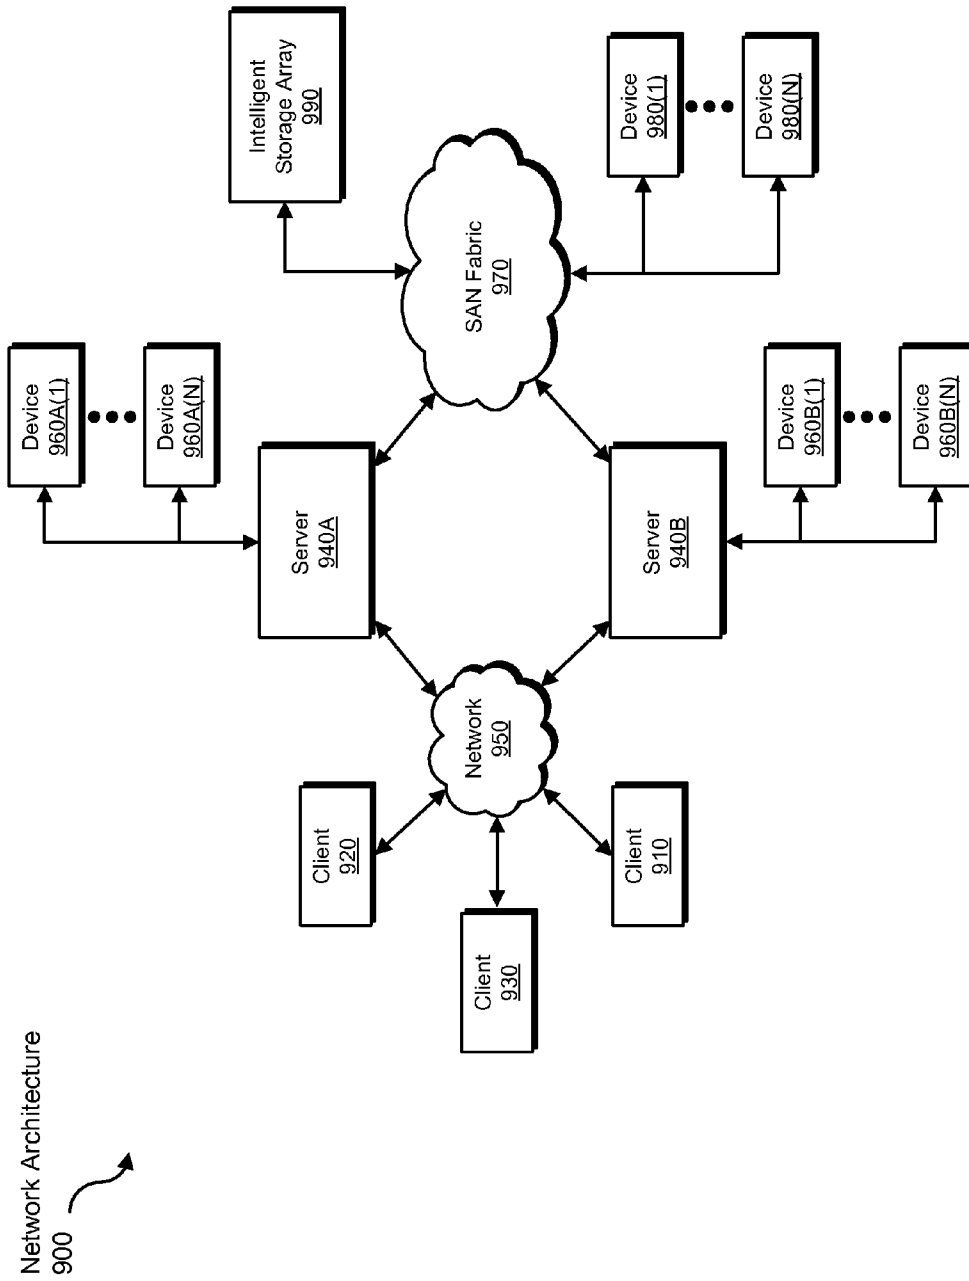 Network Architecture
900
Device
960A(1)
Device
960A(N)
Intelligent
Storage Array
990
Client
920
Server
940A
Client
930
Network
950
SAN Fabric
970
Client
910
Server
940B
Device
980(1)
Device
980(N)
Device
960B(1)
Device
960B(N)